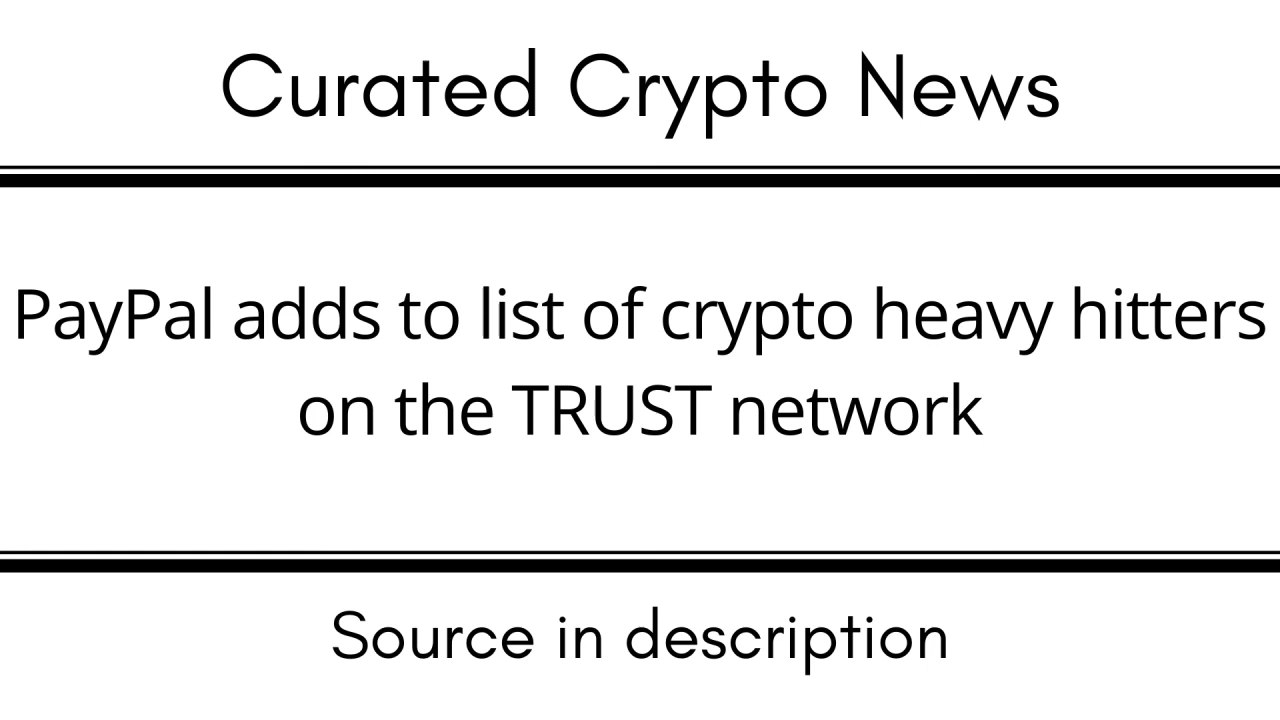 Curated Crypto News
PayPal adds to list of crypto heavy hitters
on the TRUST network
Source in description